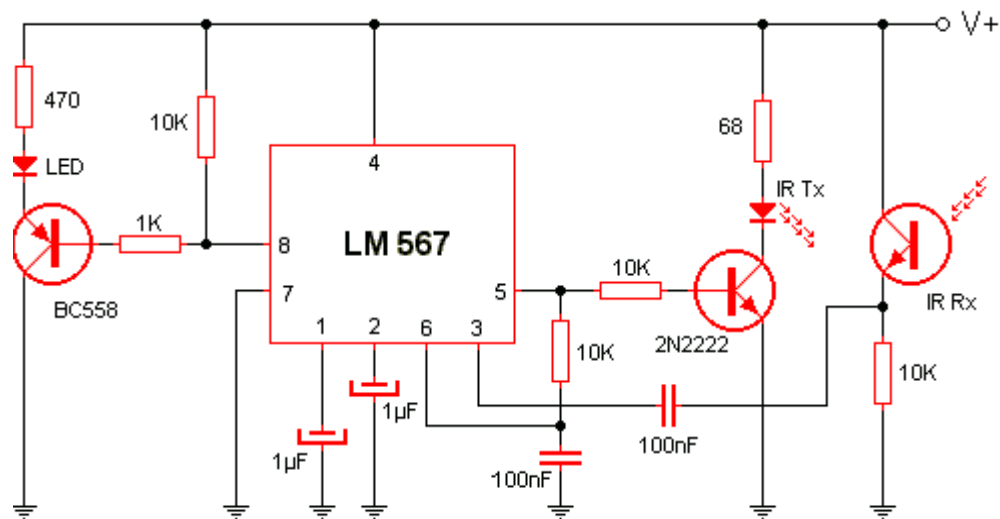 V+
470
10K
68
4
LED
IR Tx
1K
8
LM 567
7
5
10K
BC558
IR Rx
1
2
6
3
2N2222
10K
10K
1µF
1µF
100nF
100nF